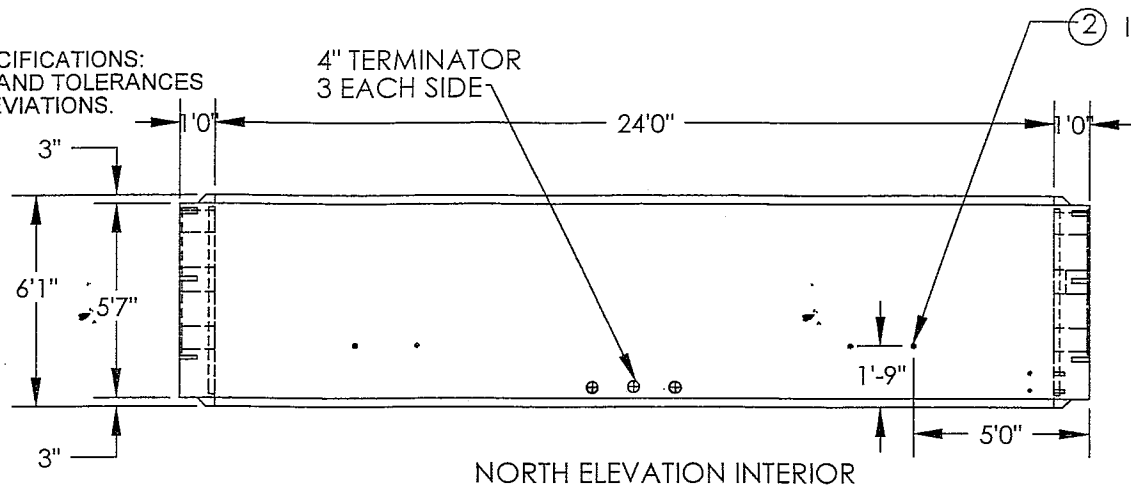 CIFICATIONS:
AND TOLERANCES
EVIATIONS.
4" TERMINATOR
3 EACH SIDE
2
1'0"
24'0"
1'0"
3"
6'1"
5'7"
1'-9"
5'0"
3"
NORTH ELEVATION INTERIOR